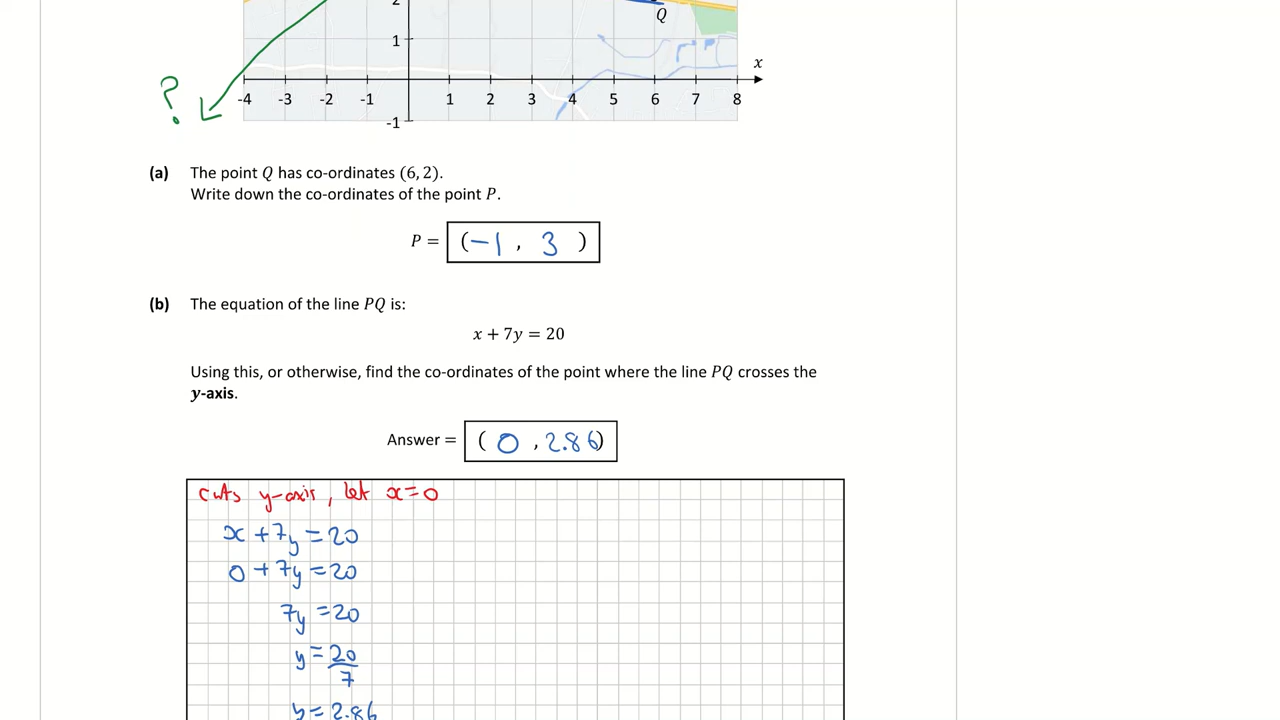 2
Q
1
x
?
-4 -3 -2 -1 1 2 3 4 5 6 7 8
-1
(a) The point Q has co-ordinates (6, 2).
Write down the co-ordinates of the point P.
P = (-1, 3)
(b) The equation of the line PQ is:
x + 7y = 20
Using this, or otherwise, find the co-ordinates of the point where the line PQ crosses the
y-axis.
Answer = (0, 2.86)
cuts y-axis, let x=0
x + 7y = 20
0 + 7y = 20
7y = 20
y = 20/7
y = 2.86